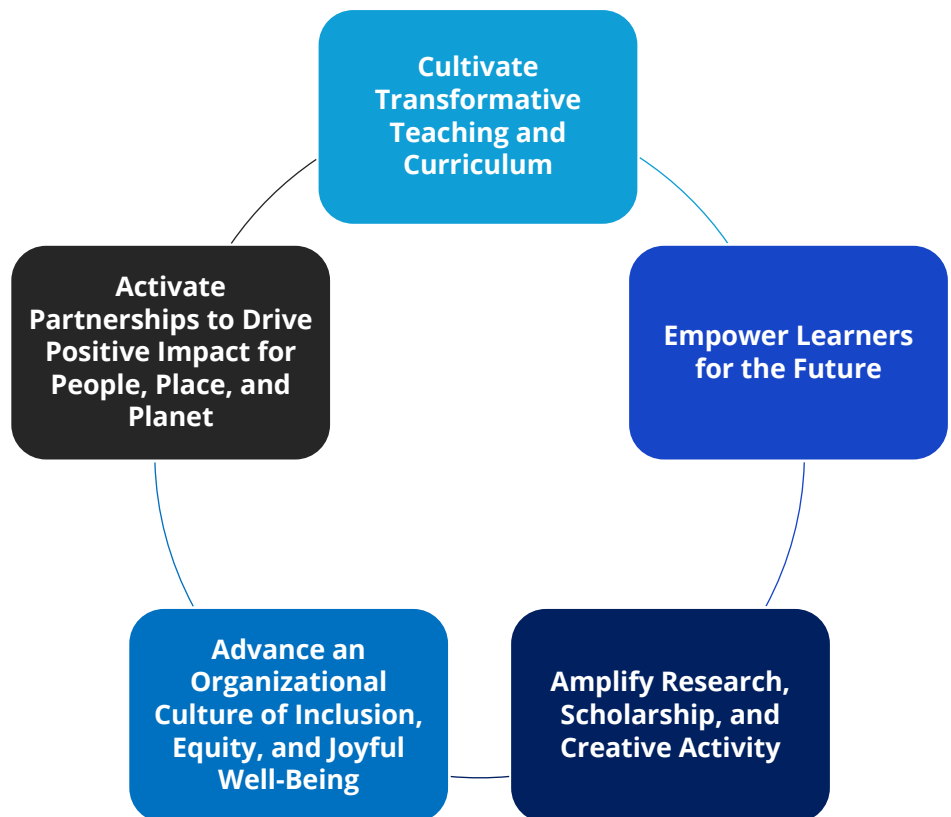 Cultivate
Transformative
Teaching and
Curriculum
Empower Learners
for the Future
Amplify Research,
Scholarship, and
Creative Activity
Advance an
Organizational
Culture of Inclusion,
Equity, and Joyful
Well-Being
Activate
Partnerships to Drive
Positive Impact for
People, Place, and
Planet